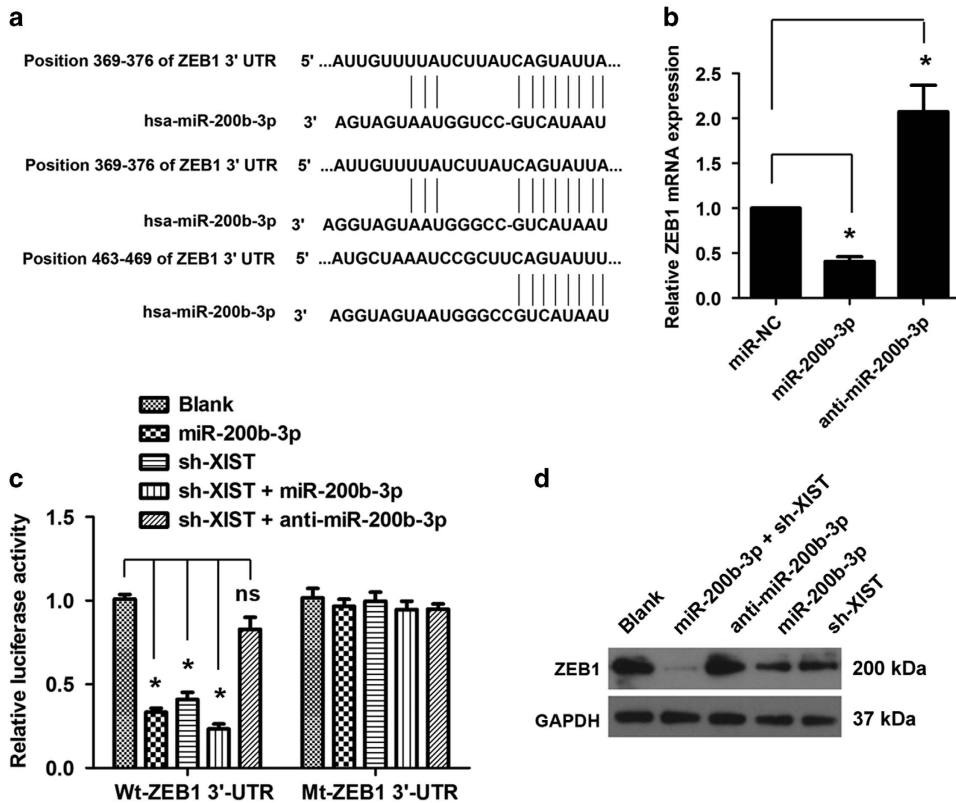 a
Position 369-376 of ZEB1 3' UTR 5' ...AUUGUUUUAUCUUAUCAGUAUUA...
hsa-miR-200b-3p 3' AGUAGUAAUGGUCC-GUCAUAAU
Position 369-376 of ZEB1 3' UTR 5' ...AUUGUUUUAUCUUAUCAGUAUUA...
hsa-miR-200b-3p 3' AGGUAGUAAUGGGCC-GUCAUAAU
Position 463-469 of ZEB1 3' UTR 5' ...AUGCUAAAUCCGCUUCAGUAUUU...
hsa-miR-200b-3p 3' AGGUAGUAAUGGGCCGUCAUAAU
b
Relative ZEB1 mRNA expression
2.5
2.0
1.5
1.0
0.5
0.0
*
*
miR-NC
miR-200b-3p
anti-miR-200b-3p
Blank
miR-200b-3p
sh-XIST
sh-XIST + miR-200b-3p
sh-XIST + anti-miR-200b-3p
c
Relative luciferase activity
1.5
1.0
0.5
0.0
* * * ns
Wt-ZEB1 3'-UTR Mt-ZEB1 3'-UTR
d
Blank
miR-200b-3p + sh-XIST
anti-miR-200b-3p
miR-200b-3p
sh-XIST
ZEB1 200 kDa
GAPDH 37 kDa